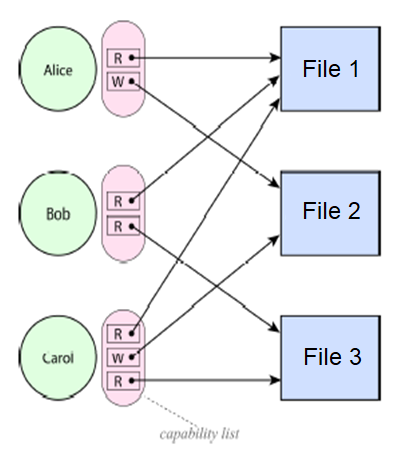 Alice
R
W
File 1
Bob
R
R
File 2
Carol
R
W
R
File 3
capability list